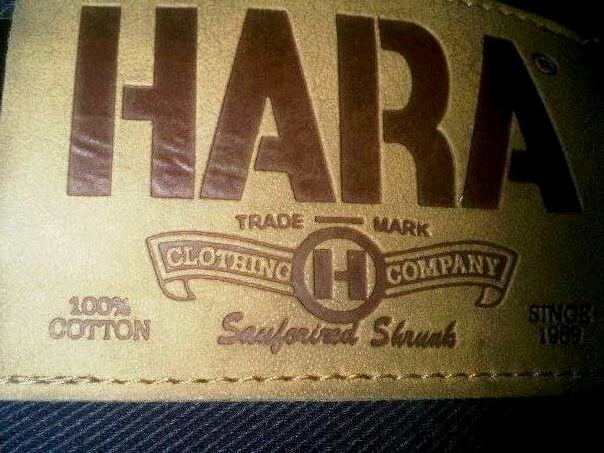 HARA®
TRADE MARK
CLOTHING H COMPANY
100%
COTTON
Sanforized Shrunk
SINCE
1969